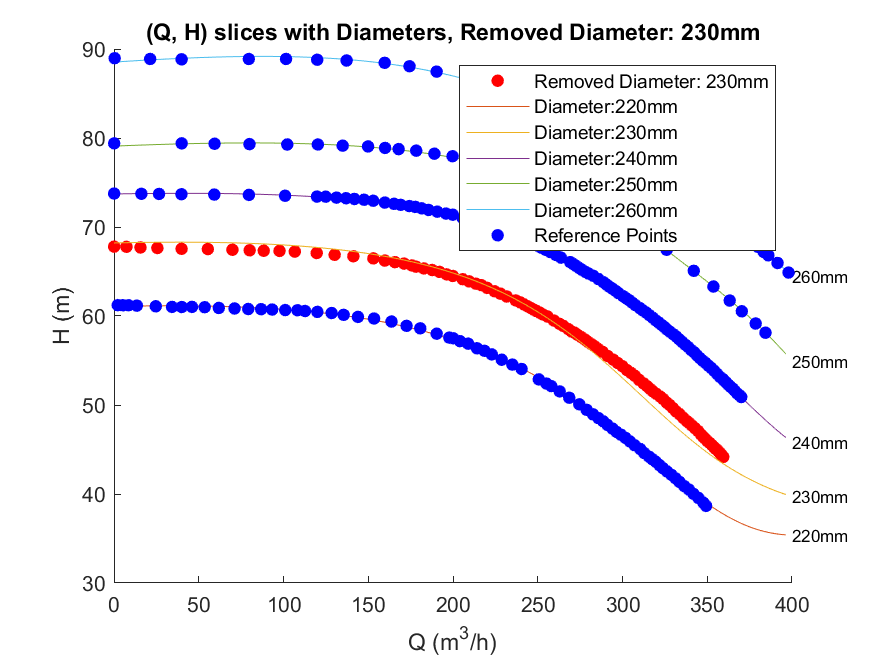 (Q, H) slices with Diameters, Removed Diameter: 230mm
90
80
70
60
50
40
30
H (m)
Removed Diameter: 230mm
Diameter:220mm
Diameter:230mm
Diameter:240mm
Diameter:250mm
Diameter:260mm
Reference Points
260mm
250mm
240mm
230mm
220mm
0 50 100 150 200 250 300 350 400
Q (m³/h)